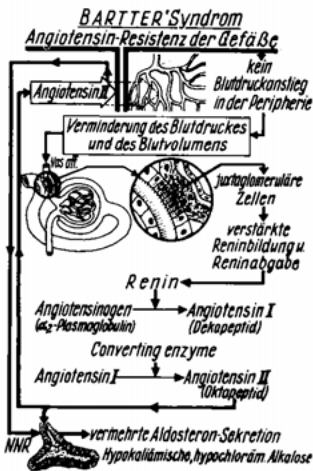 BARTTER'Syndrom
Angiotensin-Resistenz der Gefäße
Angiotensin II
kein
Blutdruckanstieg
in der Peripherie
Verminderung des Blutdruckes
und des Blutvolumens
Vas aff.
juxtaglomeruläre
Zellen
verstärkte
Reninbildung u.
Reninabgabe
Renin
Angiotensinogen
(α₂-Plasmaglobulin)
Angiotensin I
(Dekapeptid)
Converting enzyme
Angiotensin I
Angiotensin II
(Oktapeptid)
NNR
vermehrte Aldosteron-Sekretion
Hypokaliämische, hypochloräm. Alkalose